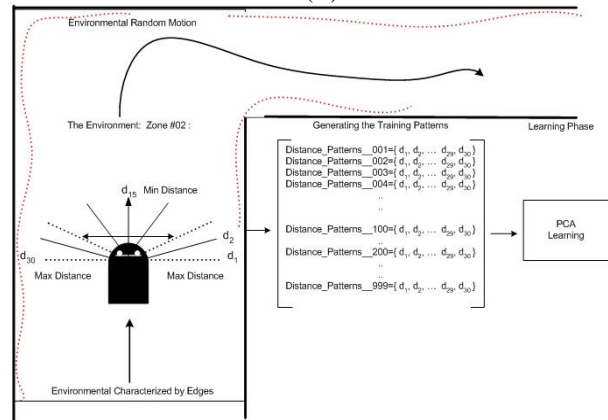 Environmental Random Motion
The Environment: Zone #02 :
Generating the Training Patterns
Learning Phase
Distance_Patterns__001={ d1, d2, ... d29, d30 }
Distance_Patterns__002={ d1, d2, ... d29, d30 }
Distance_Patterns__003={ d1, d2, ... d29, d30 }
Distance_Patterns__004={ d1, d2, ... d29, d30 }
..
..
Distance_Patterns__100={ d1, d2, ... d29, d30 }
..
Distance_Patterns__200={ d1, d2, ... d29, d30 }
..
..
Distance_Patterns__999={ d1, d2, ... d29, d30 }
PCA
Learning
d15
Min Distance
d2
d30
d1
Max Distance
Max Distance
Environmental Characterized by Edges